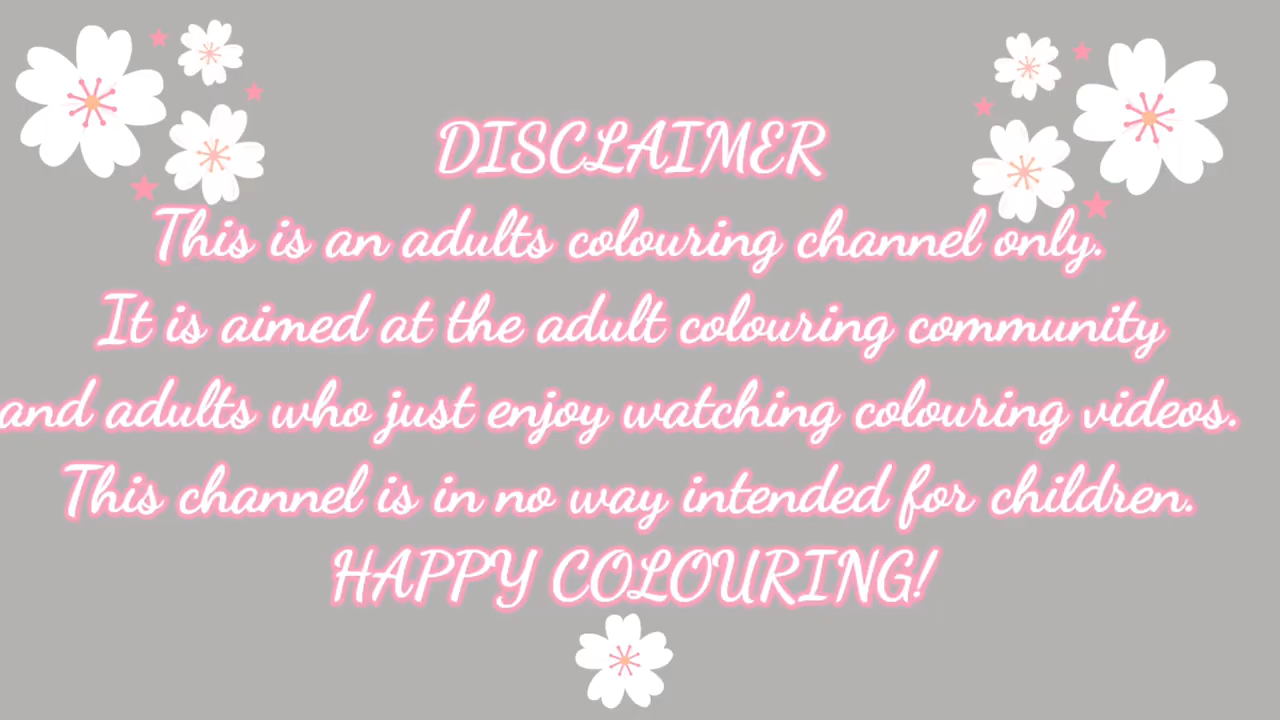 DISCLAIMER
This is an adults colouring channel only.
It is aimed at the adult colouring community
and adults who just enjoy watching colouring videos.
This channel is in no way intended for children.
HAPPY COLOURING!